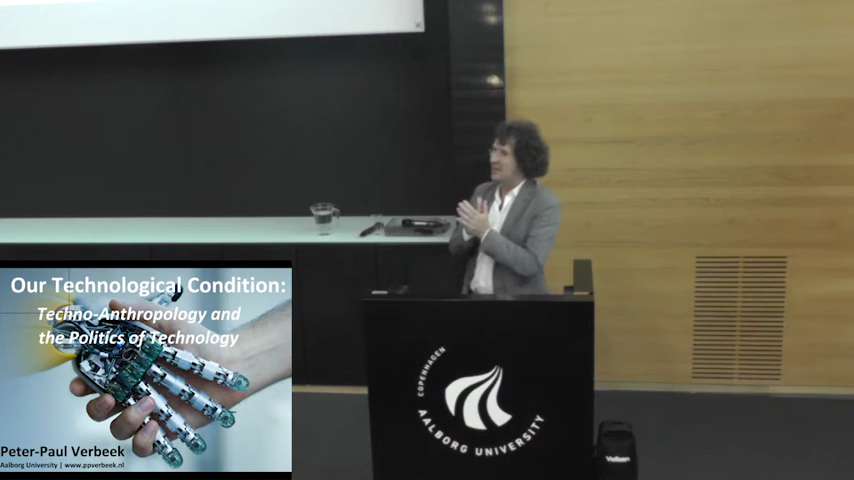 Our Technological Condition:
Techno-Anthropology and
the Politics of Technology
Peter-Paul Verbeek
Aalborg University | www.ppverbeek.nl
COPENHAGEN
AALBORG UNIVERSITY
Velbon